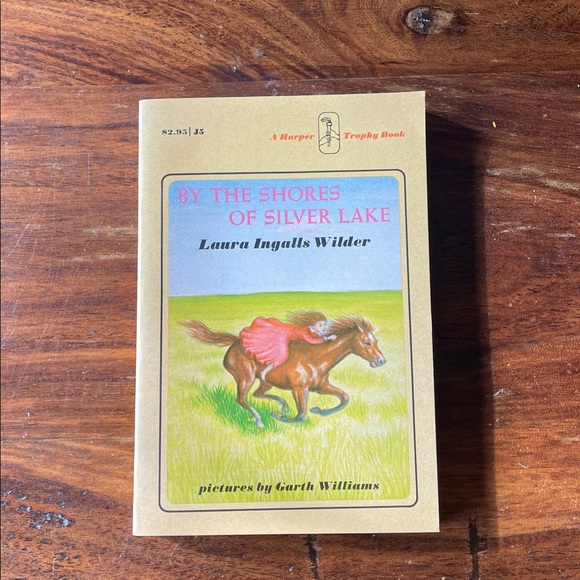 $2.95 | J5
A Harper Trophy Book
BY THE SHORES
OF SILVER LAKE
Laura Ingalls Wilder
pictures by Garth Williams